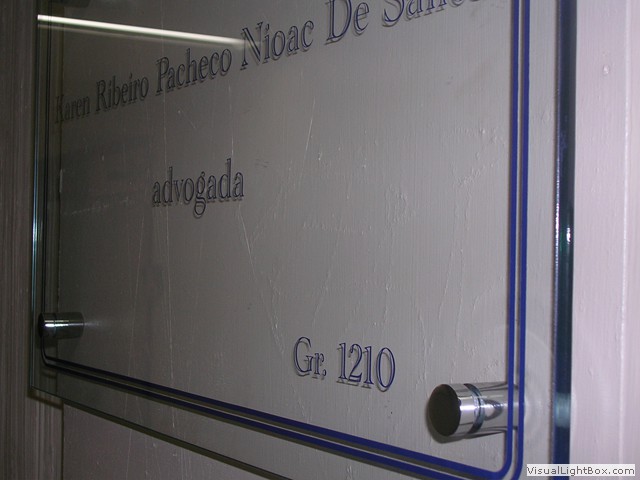 Karen Ribeiro Pacheco Nioac De
advogada
Gr. 1210
VisualLightBox.com